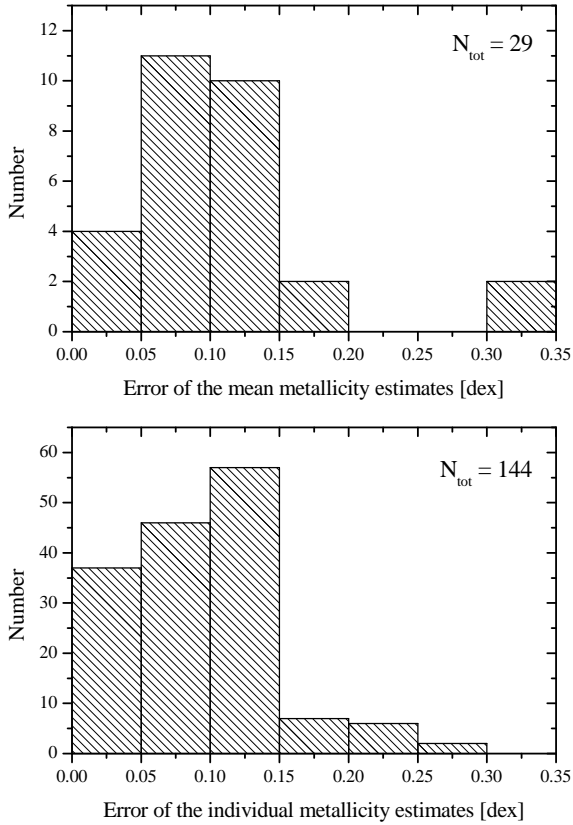 12
10
8
6
4
2
0
Number
N_tot = 29
0.00 0.05 0.10 0.15 0.20 0.25 0.30 0.35
Error of the mean metallicity estimates [dex]
60
50
40
30
20
10
0
Number
N_tot = 144
0.00 0.05 0.10 0.15 0.20 0.25 0.30 0.35
Error of the individual metallicity estimates [dex]